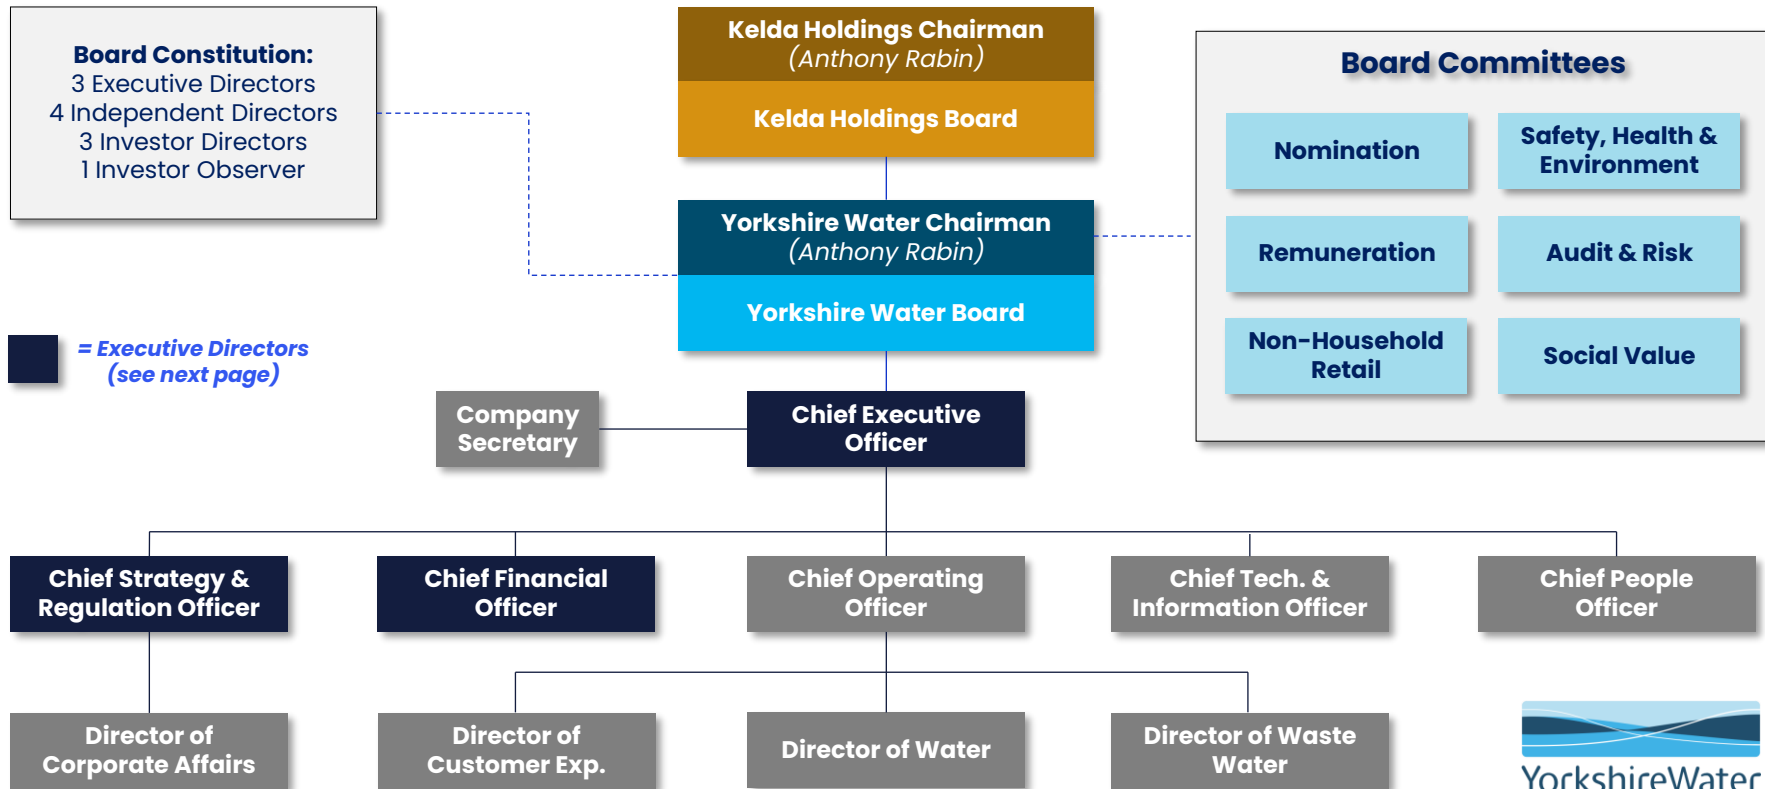 Board Constitution:
3 Executive Directors
4 Independent Directors
3 Investor Directors
1 Investor Observer
Kelda Holdings Chairman
(Anthony Rabin)
Kelda Holdings Board
Yorkshire Water Chairman
(Anthony Rabin)
Yorkshire Water Board
Board Committees
Nomination
Safety, Health &
Environment
Remuneration
Audit & Risk
Non-Household
Retail
Social Value
= Executive Directors
(see next page)
Company
Secretary
Chief Executive
Officer
Chief Strategy &
Regulation Officer
Chief Financial
Officer
Chief Operating
Officer
Chief Tech. &
Information Officer
Chief People
Officer
Director of
Corporate Affairs
Director of
Customer Exp.
Director of Water
Director of Waste
Water
YorkshireWater